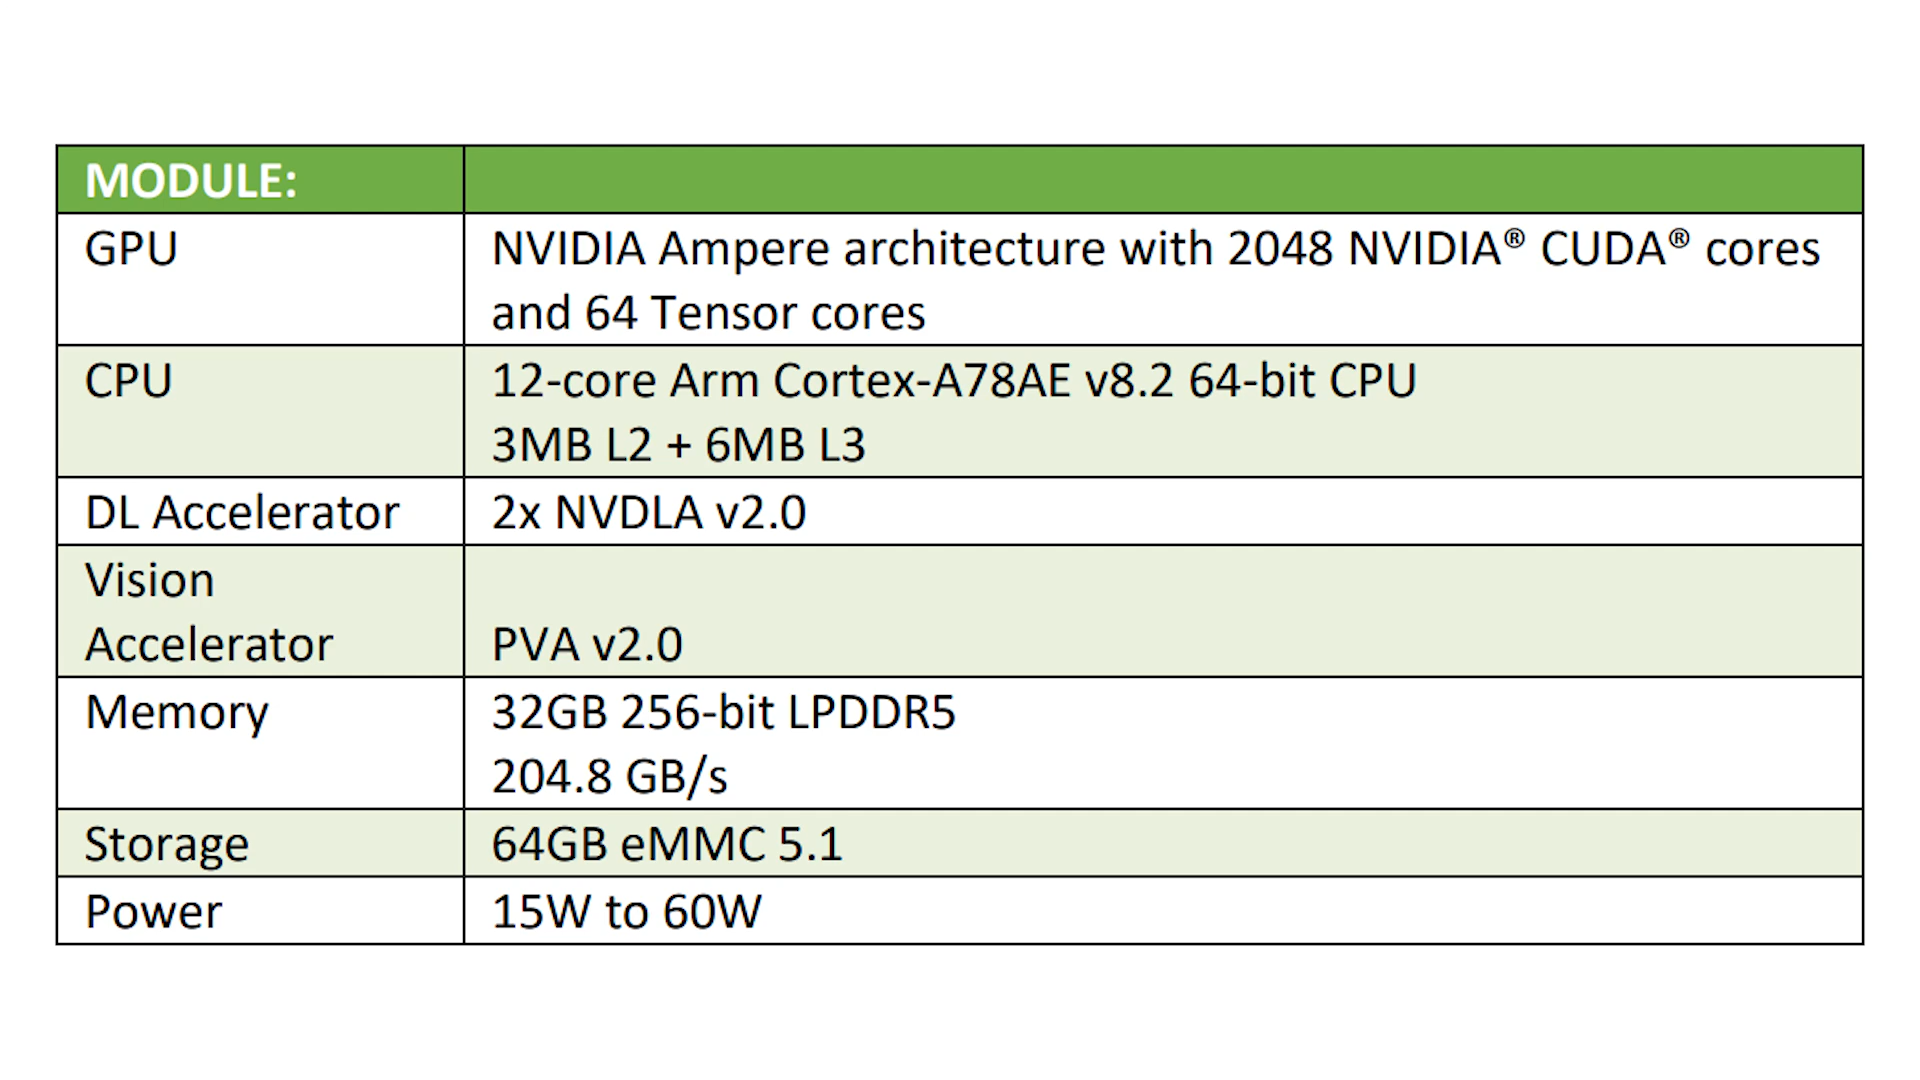 MODULE:
GPU
NVIDIA Ampere architecture with 2048 NVIDIA® CUDA® cores
and 64 Tensor cores
CPU
12-core Arm Cortex-A78AE v8.2 64-bit CPU
3MB L2 + 6MB L3
DL Accelerator
2x NVDLA v2.0
Vision
Accelerator
PVA v2.0
Memory
32GB 256-bit LPDDR5
204.8 GB/s
Storage
64GB eMMC 5.1
Power
15W to 60W